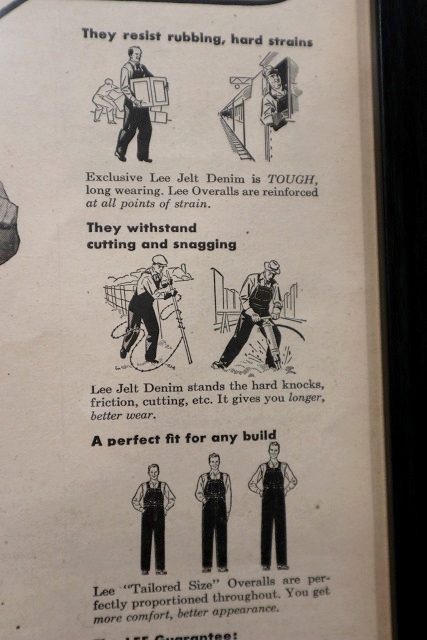 They resist rubbing, hard strains
Exclusive Lee Jelt Denim is TOUGH,
long wearing. Lee Overalls are reinforced
at all points of strain.
They withstand
cutting and snagging
Lee Jelt Denim stands the hard knocks,
friction, cutting, etc. It gives you longer,
better wear.
A perfect fit for any build
Lee "Tailored Size" Overalls are per-
fectly proportioned throughout. You get
more comfort, better appearance.
The LEE Guarantee: